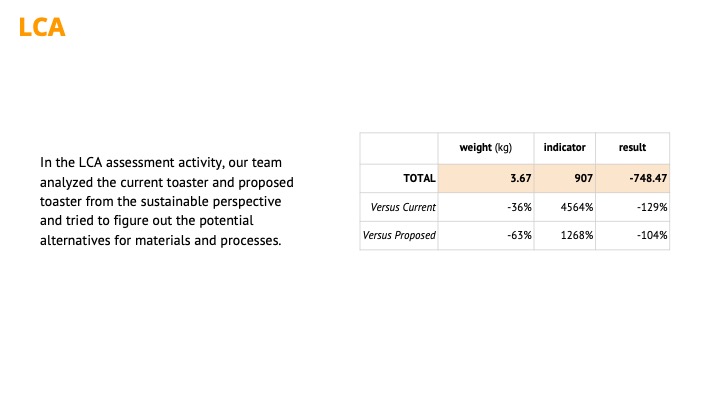 LCA
In the LCA assessment activity, our team
analyzed the current toaster and proposed
toaster from the sustainable perspective
and tried to figure out the potential
alternatives for materials and processes.
weight (kg) indicator result
TOTAL 3.67 907 -748.47
Versus Current -36% 4564% -129%
Versus Proposed -63% 1268% -104%